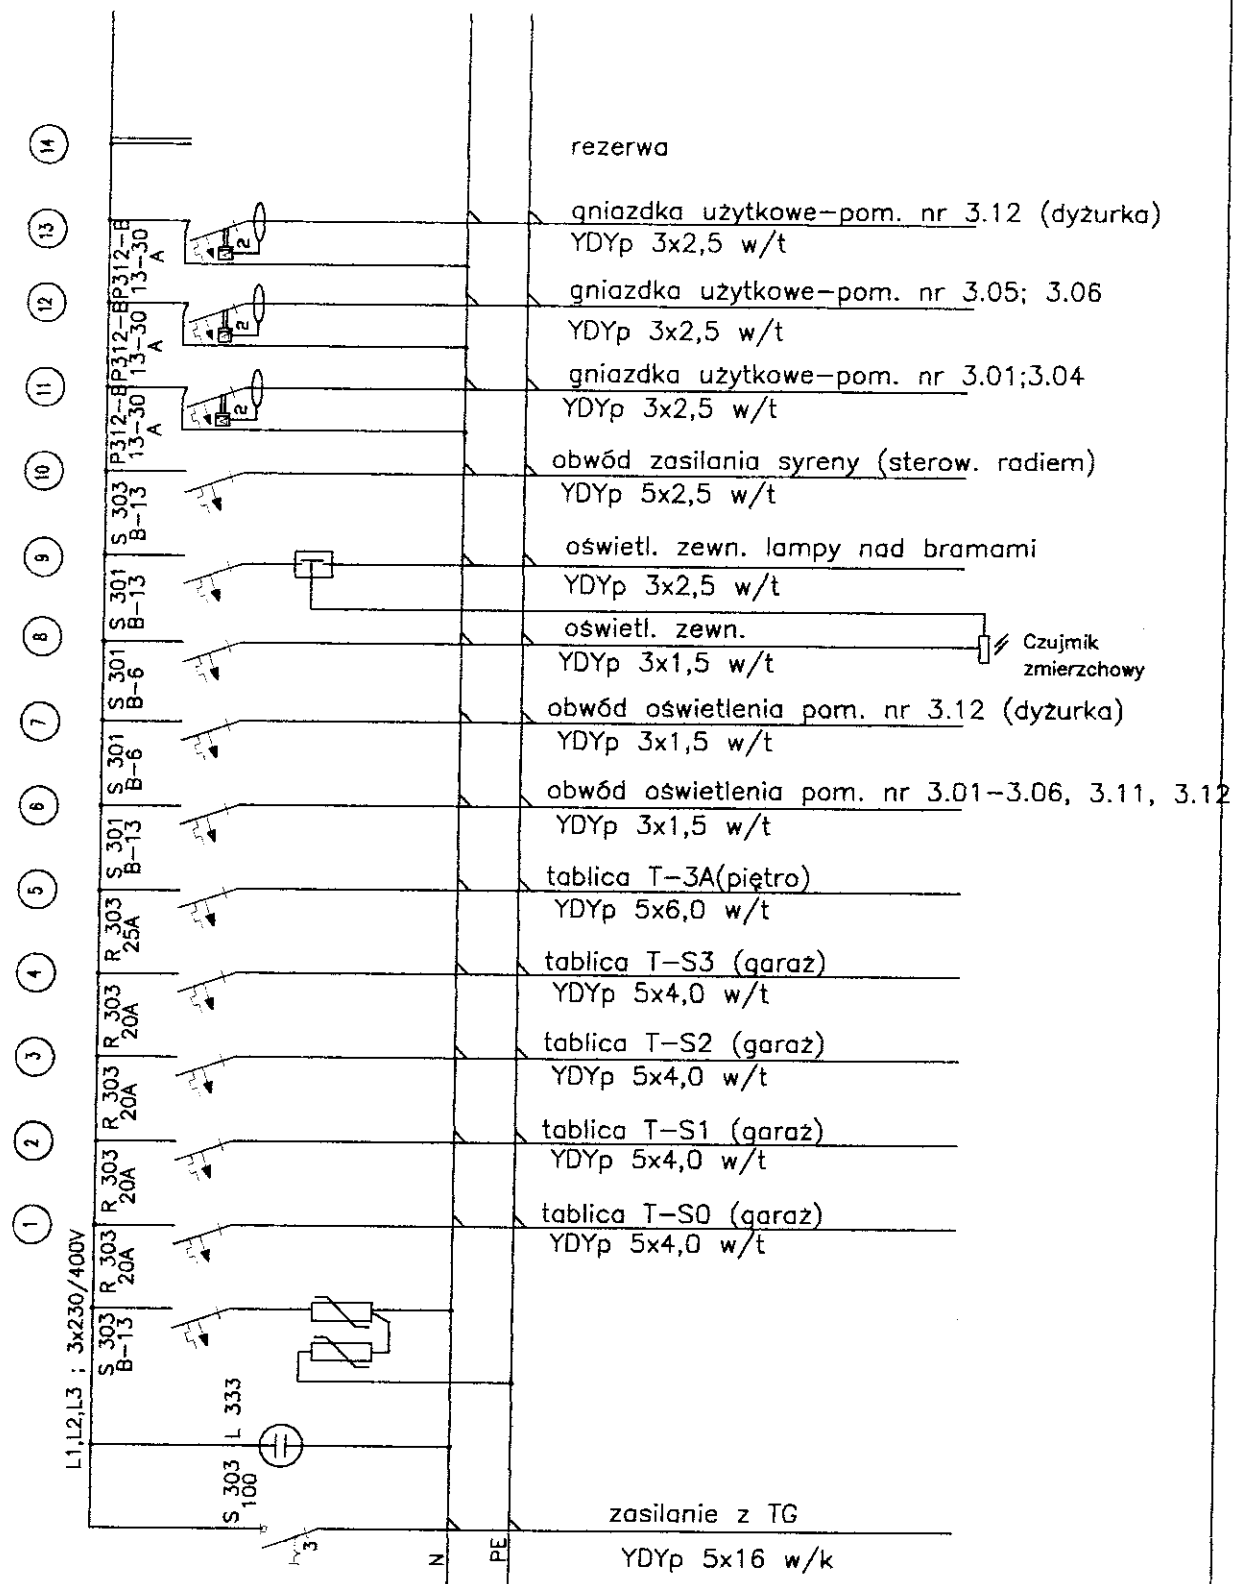 14
rezerwa
13
P312-B
13-30
A
2
gniazdka użytkowe-pom. nr 3.12 (dyżurka)
YDYp 3x2,5 w/t
12
P312-B
13-30
A
2
gniazdka użytkowe-pom. nr 3.05; 3.06
YDYp 3x2,5 w/t
11
P312-B
13-30
A
2
gniazdka użytkowe-pom. nr 3.01;3.04
YDYp 3x2,5 w/t
10
S 303
B-13
obwód zasilania syreny (sterow. radiem)
YDYp 5x2,5 w/t
9
S 301
B-13
oświetl. zewn. lampy nad bramami
YDYp 3x2,5 w/t
8
S 301
B-6
oświetl. zewn.
YDYp 3x1,5 w/t
Czujmik
zmierzchowy
7
S 301
B-6
obwód oświetlenia pom. nr 3.12 (dyżurka)
YDYp 3x1,5 w/t
6
S 301
B-13
obwód oświetlenia pom. nr 3.01-3.06, 3.11, 3.12
YDYp 3x1,5 w/t
5
R 303
25A
tablica T-3A(piętro)
YDYp 5x6,0 w/t
4
R 303
20A
tablica T-S3 (garaż)
YDYp 5x4,0 w/t
3
R 303
20A
tablica T-S2 (garaż)
YDYp 5x4,0 w/t
2
R 303
20A
tablica T-S1 (garaż)
YDYp 5x4,0 w/t
1
R 303
20A
tablica T-S0 (garaż)
YDYp 5x4,0 w/t
L1,L2,L3 ; 3x230/400V
S 303
B-13
L 333
S 303
100
3
N
PE
zasilanie z TG
YDYp 5x16 w/k